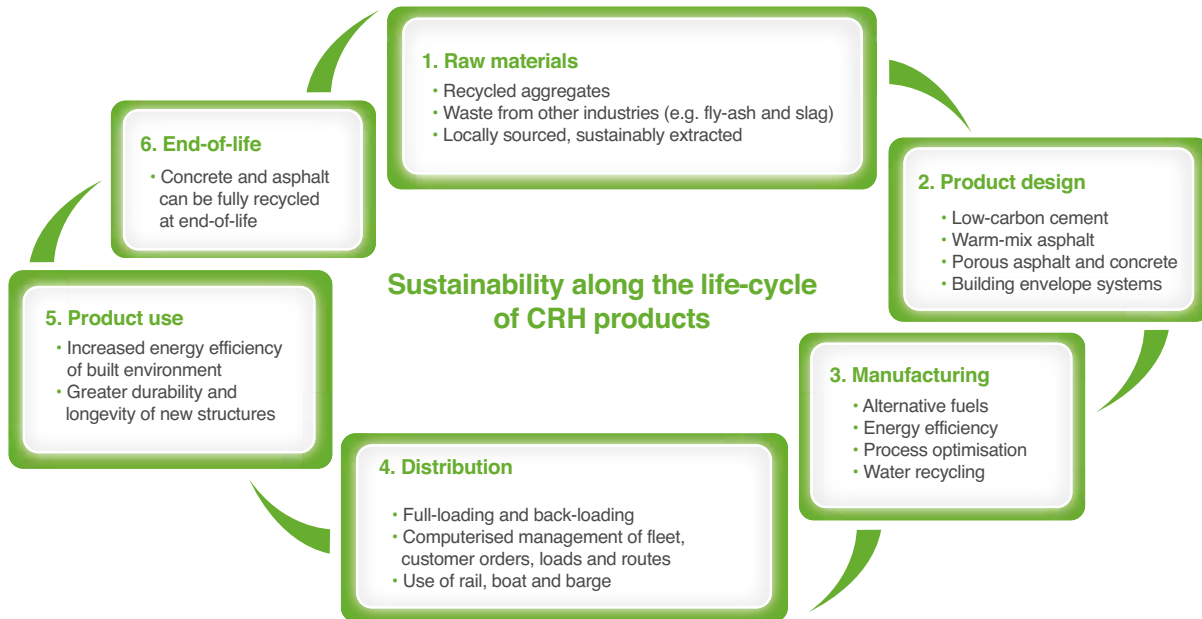 1. Raw materials
• Recycled aggregates
• Waste from other industries (e.g. fly-ash and slag)
• Locally sourced, sustainably extracted
2. Product design
• Low-carbon cement
• Warm-mix asphalt
• Porous asphalt and concrete
• Building envelope systems
3. Manufacturing
• Alternative fuels
• Energy efficiency
• Process optimisation
• Water recycling
4. Distribution
• Full-loading and back-loading
• Computerised management of fleet,
customer orders, loads and routes
• Use of rail, boat and barge
5. Product use
• Increased energy efficiency
of built environment
• Greater durability and
longevity of new structures
6. End-of-life
• Concrete and asphalt
can be fully recycled
at end-of-life
Sustainability along the life-cycle
of CRH products